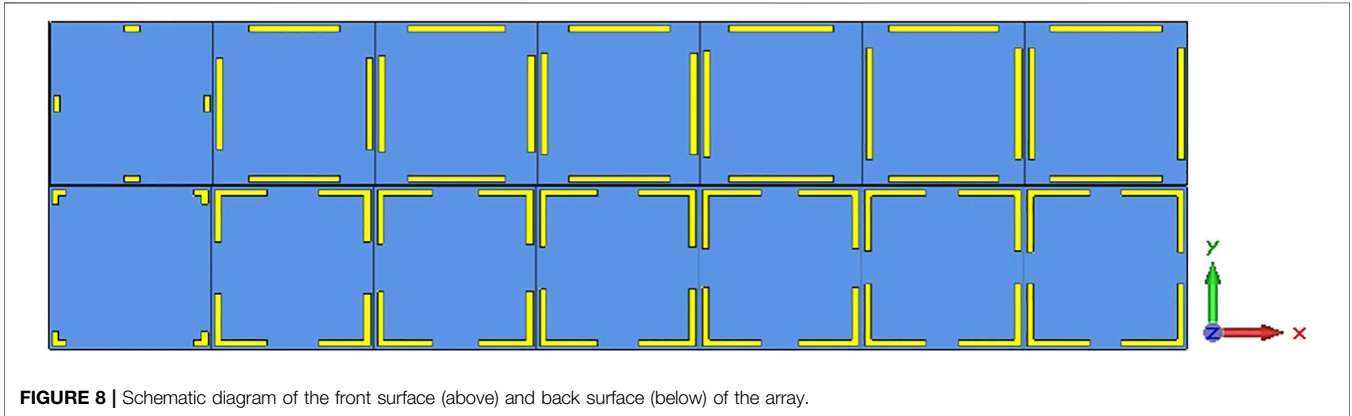 y
z
x
FIGURE 8 | Schematic diagram of the front surface (above) and back surface (below) of the array.